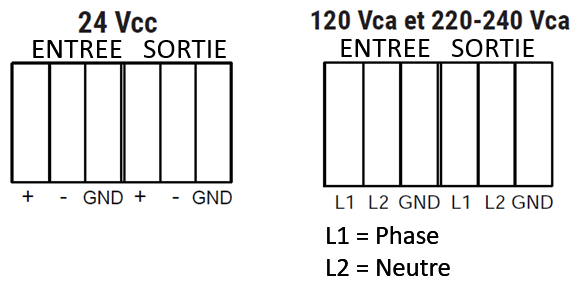 24 Vcc
ENTREE SORTIE
+ - GND + - GND
120 Vca et 220-240 Vca
ENTREE SORTIE
L1 L2 GND L1 L2 GND
L1 = Phase
L2 = Neutre